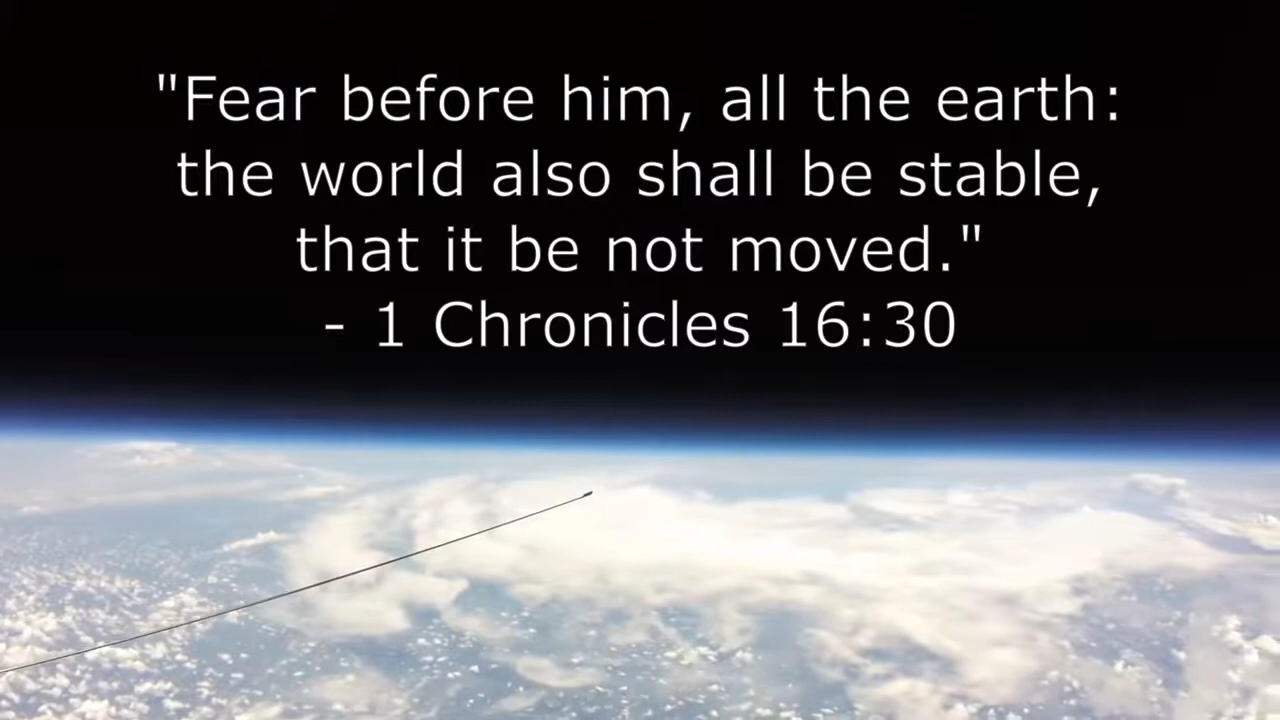 "Fear before him, all the earth:
the world also shall be stable,
that it be not moved."
- 1 Chronicles 16:30